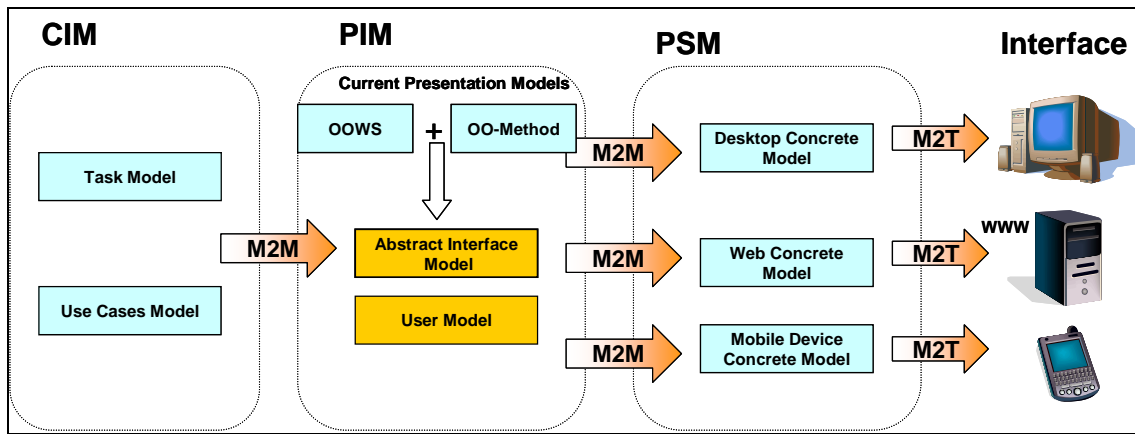 CIM
PIM
PSM
Interface
Current Presentation Models
OOWS
+
OO-Method
Task Model
Use Cases Model
M2M
Abstract Interface
Model
User Model
M2M
M2M
M2M
Desktop Concrete
Model
Web Concrete
Model
Mobile Device
Concrete Model
M2T
M2T
M2T
www